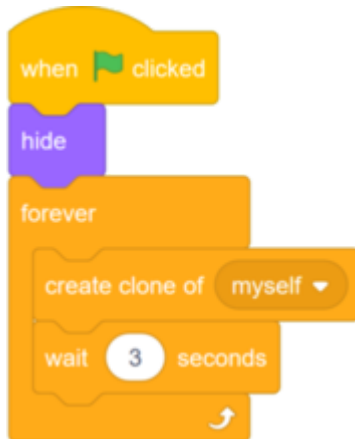 when clicked
hide
forever
create clone of myself
wait 3 seconds